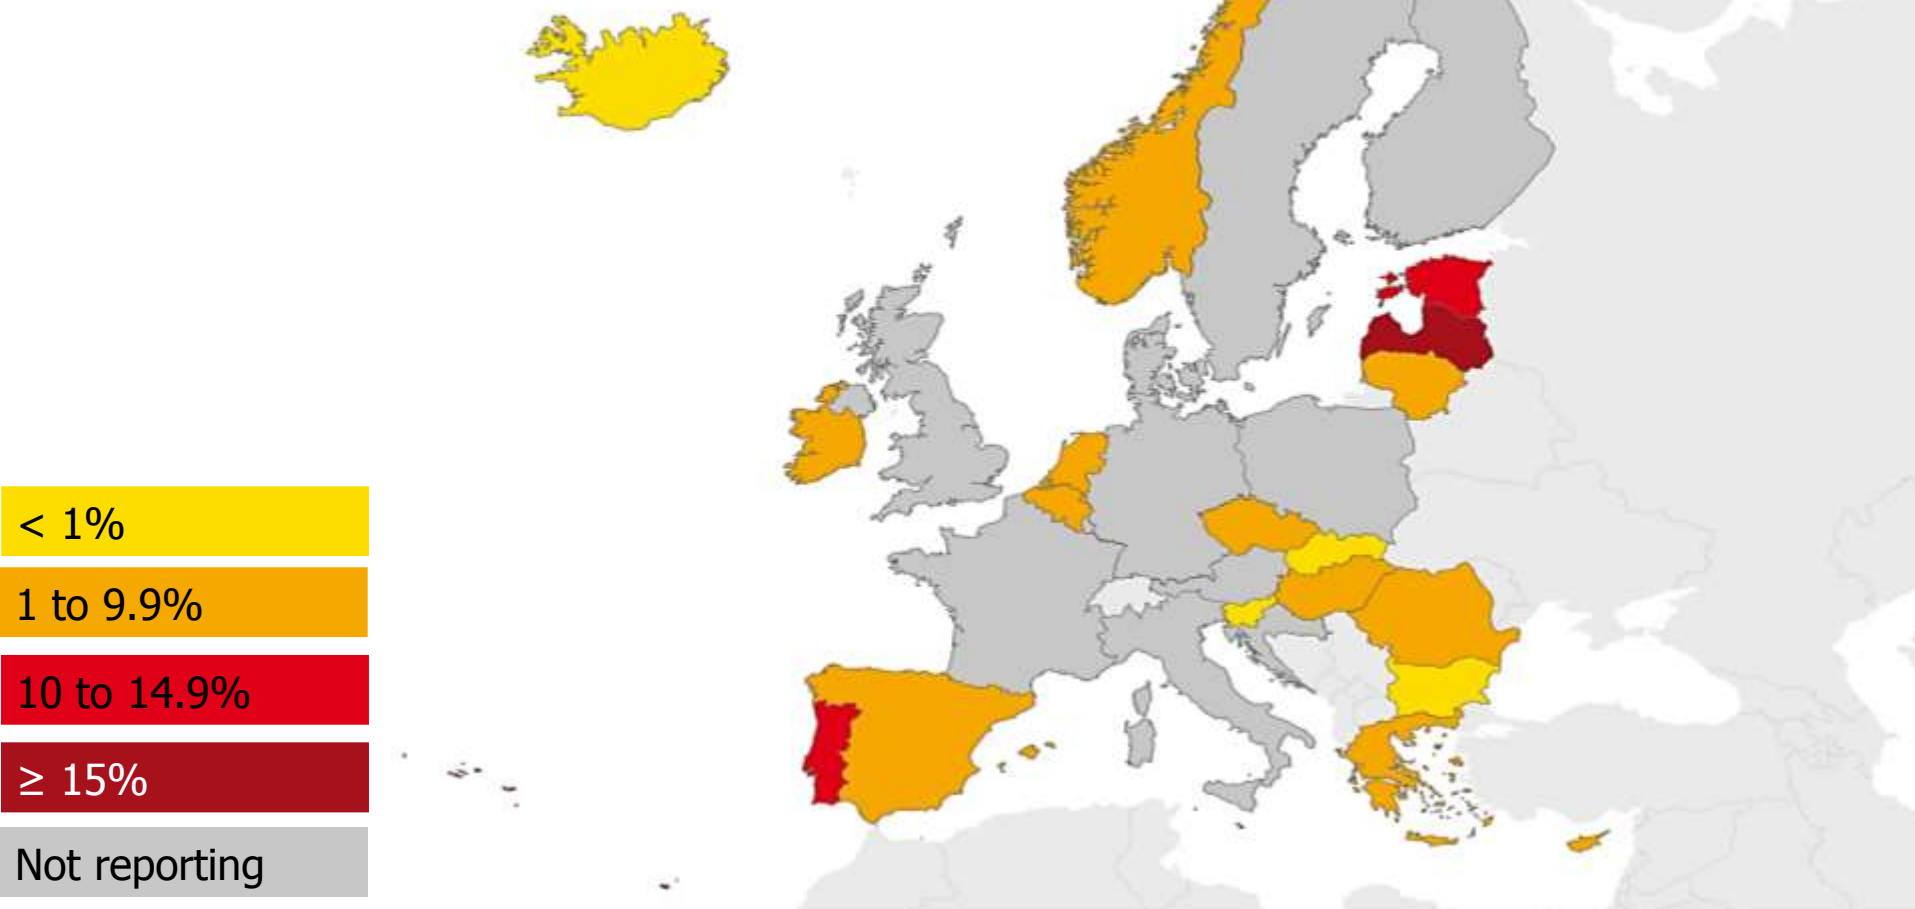 < 1%
1 to 9.9%
10 to 14.9%
≥ 15%
Not reporting